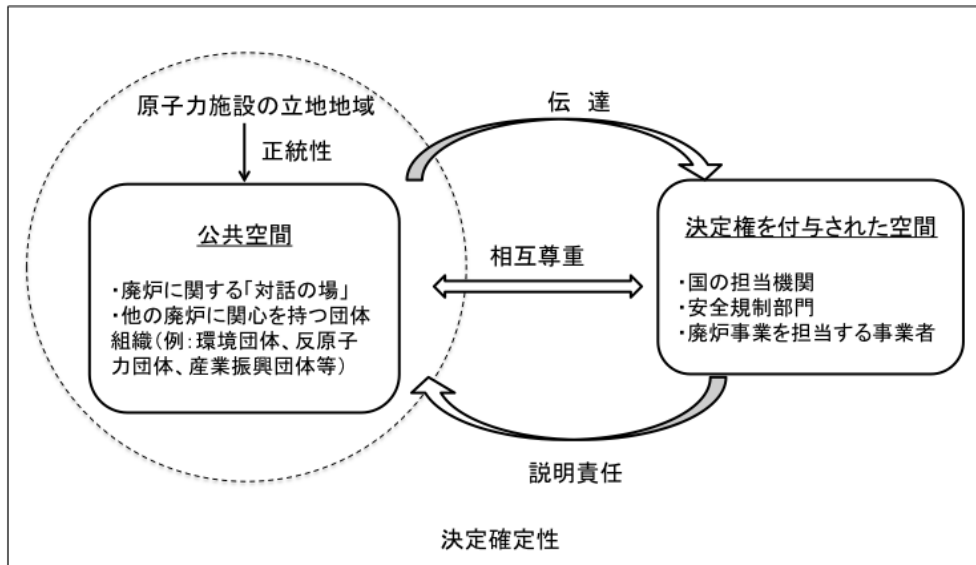 原子力施設の立地地域
正統性
公共空間
・廃炉に関する「対話の場」
・他の廃炉に関心を持つ団体
組織(例：環境団体、反原子
力団体、産業振興団体等)
伝　達
相互尊重
説明責任
決定権を付与された空間
・国の担当機関
・安全規制部門
・廃炉事業を担当する事業者
決定確定性